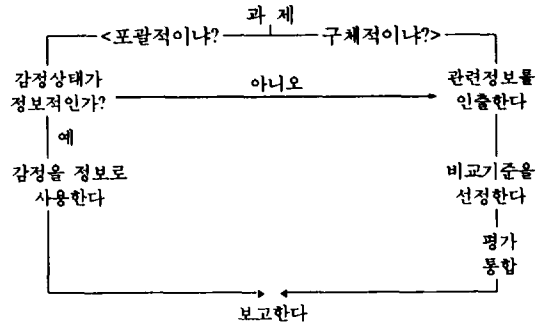 과 제
<포괄적이냐? 구체적이냐?>
감정상태가
정보적인가?
아니오
관련정보를
인출한다
예
감정을 정보로
사용한다
비교기준을
선정한다
평가
통합
보고한다